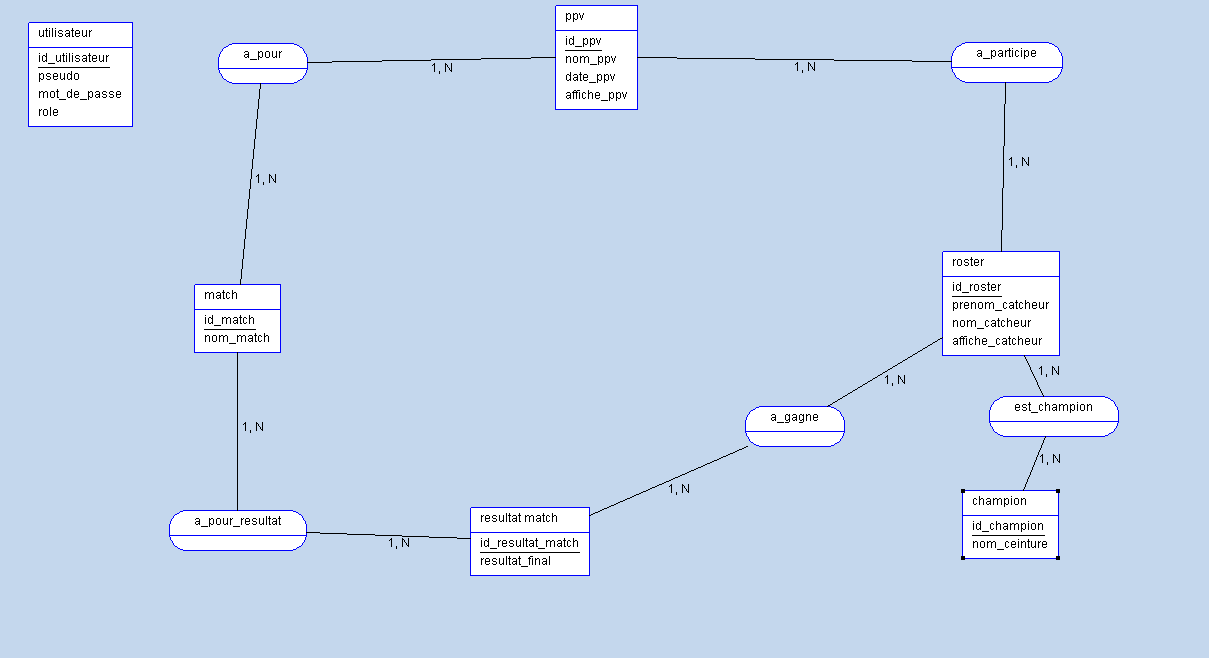 utilisateur
id_utilisateur
pseudo
mot_de_passe
role
a_pour
1, N
ppv
id_ppv
nom_ppv
date_ppv
affiche_ppv
1, N
a_participe
1, N
1, N
match
id_match
nom_match
roster
id_roster
prenom_catcheur
nom_catcheur
affiche_catcheur
1, N
1, N
a_gagne
est_champion
1, N
1, N
1, N
champion
id_champion
nom_ceinture
a_pour_resultat
1, N
resultat match
id_resultat_match
resultat_final